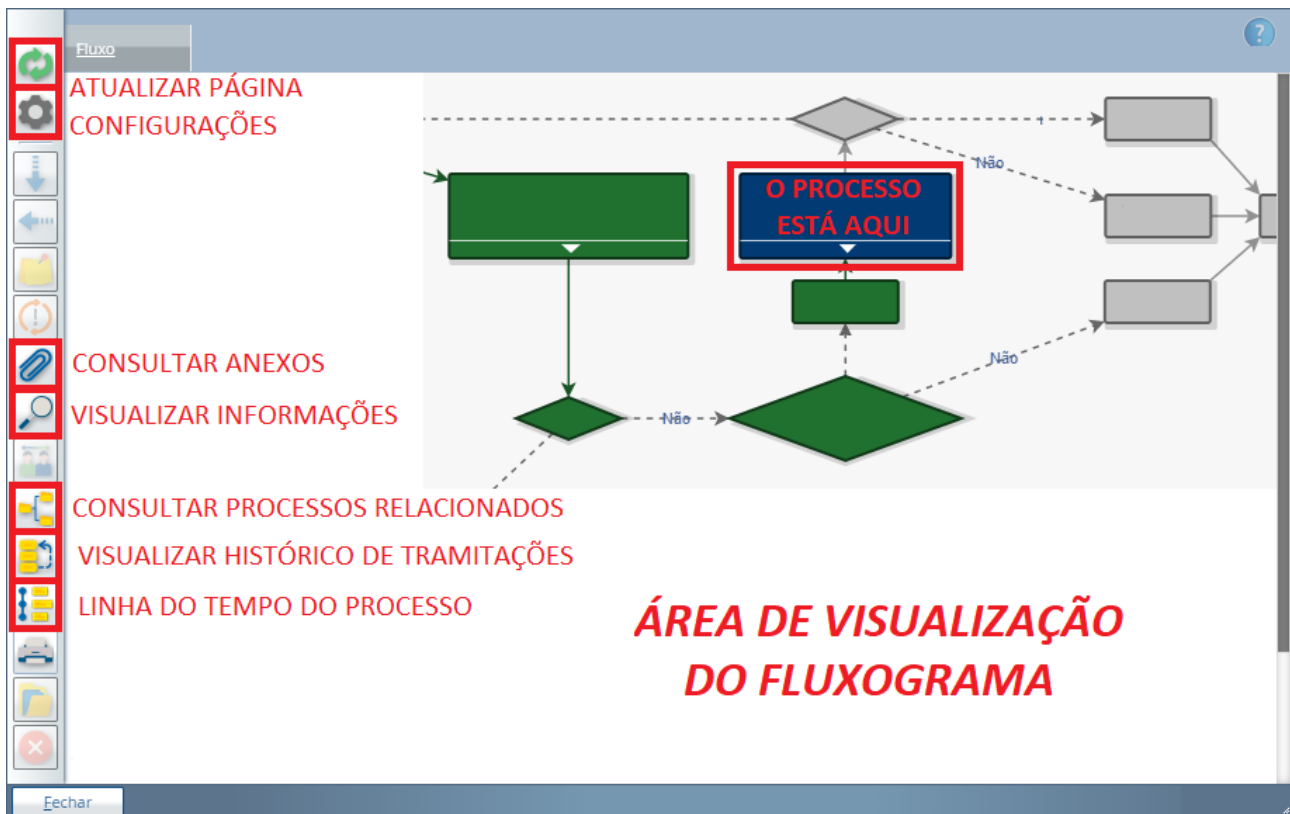 Fluxo
?
ATUALIZAR PÁGINA
CONFIGURAÇÕES
Não
O PROCESSO
ESTÁ AQUI
CONSULTAR ANEXOS
Não
VISUALIZAR INFORMAÇÕES
Não
CONSULTAR PROCESSOS RELACIONADOS
VISUALIZAR HISTÓRICO DE TRAMITAÇÕES
LINHA DO TEMPO DO PROCESSO
ÁREA DE VISUALIZAÇÃO
DO FLUXOGRAMA
Fechar